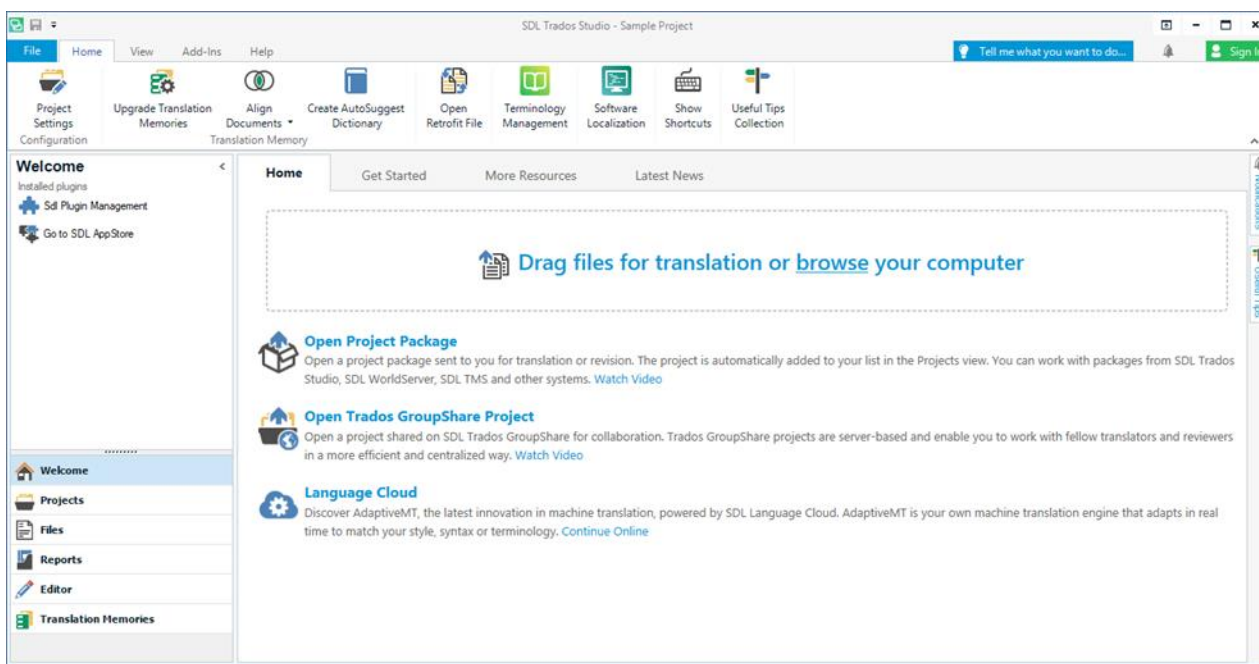 SDL Trados Studio - Sample Project
File Home View Add-Ins Help Tell me what you want to do... Sign In
Project Settings
Upgrade Translation Memories
Align Documents
Create AutoSuggest Dictionary
Open Retrofit File
Terminology Management
Software Localization
Show Shortcuts
Useful Tips Collection
Configuration Translation Memory
Welcome
Installed plugins
Sdl Plugin Management
Go to SDL AppStore
Welcome
Projects
Files
Reports
Editor
Translation Memories
Home Get Started More Resources Latest News
Drag files for translation or browse your computer
Open Project Package
Open a project package sent to you for translation or revision. The project is automatically added to your list in the Projects view. You can work with packages from SDL Trados
Studio, SDL WorldServer, SDL TMS and other systems. Watch Video
Open Trados GroupShare Project
Open a project shared on SDL Trados GroupShare for collaboration. Trados GroupShare projects are server-based and enable you to work with fellow translators and reviewers
in a more efficient and centralized way. Watch Video
Language Cloud
Discover AdaptiveMT, the latest innovation in machine translation, powered by SDL Language Cloud. AdaptiveMT is your own machine translation engine that adapts in real
time to match your style, syntax or terminology. Continue Online